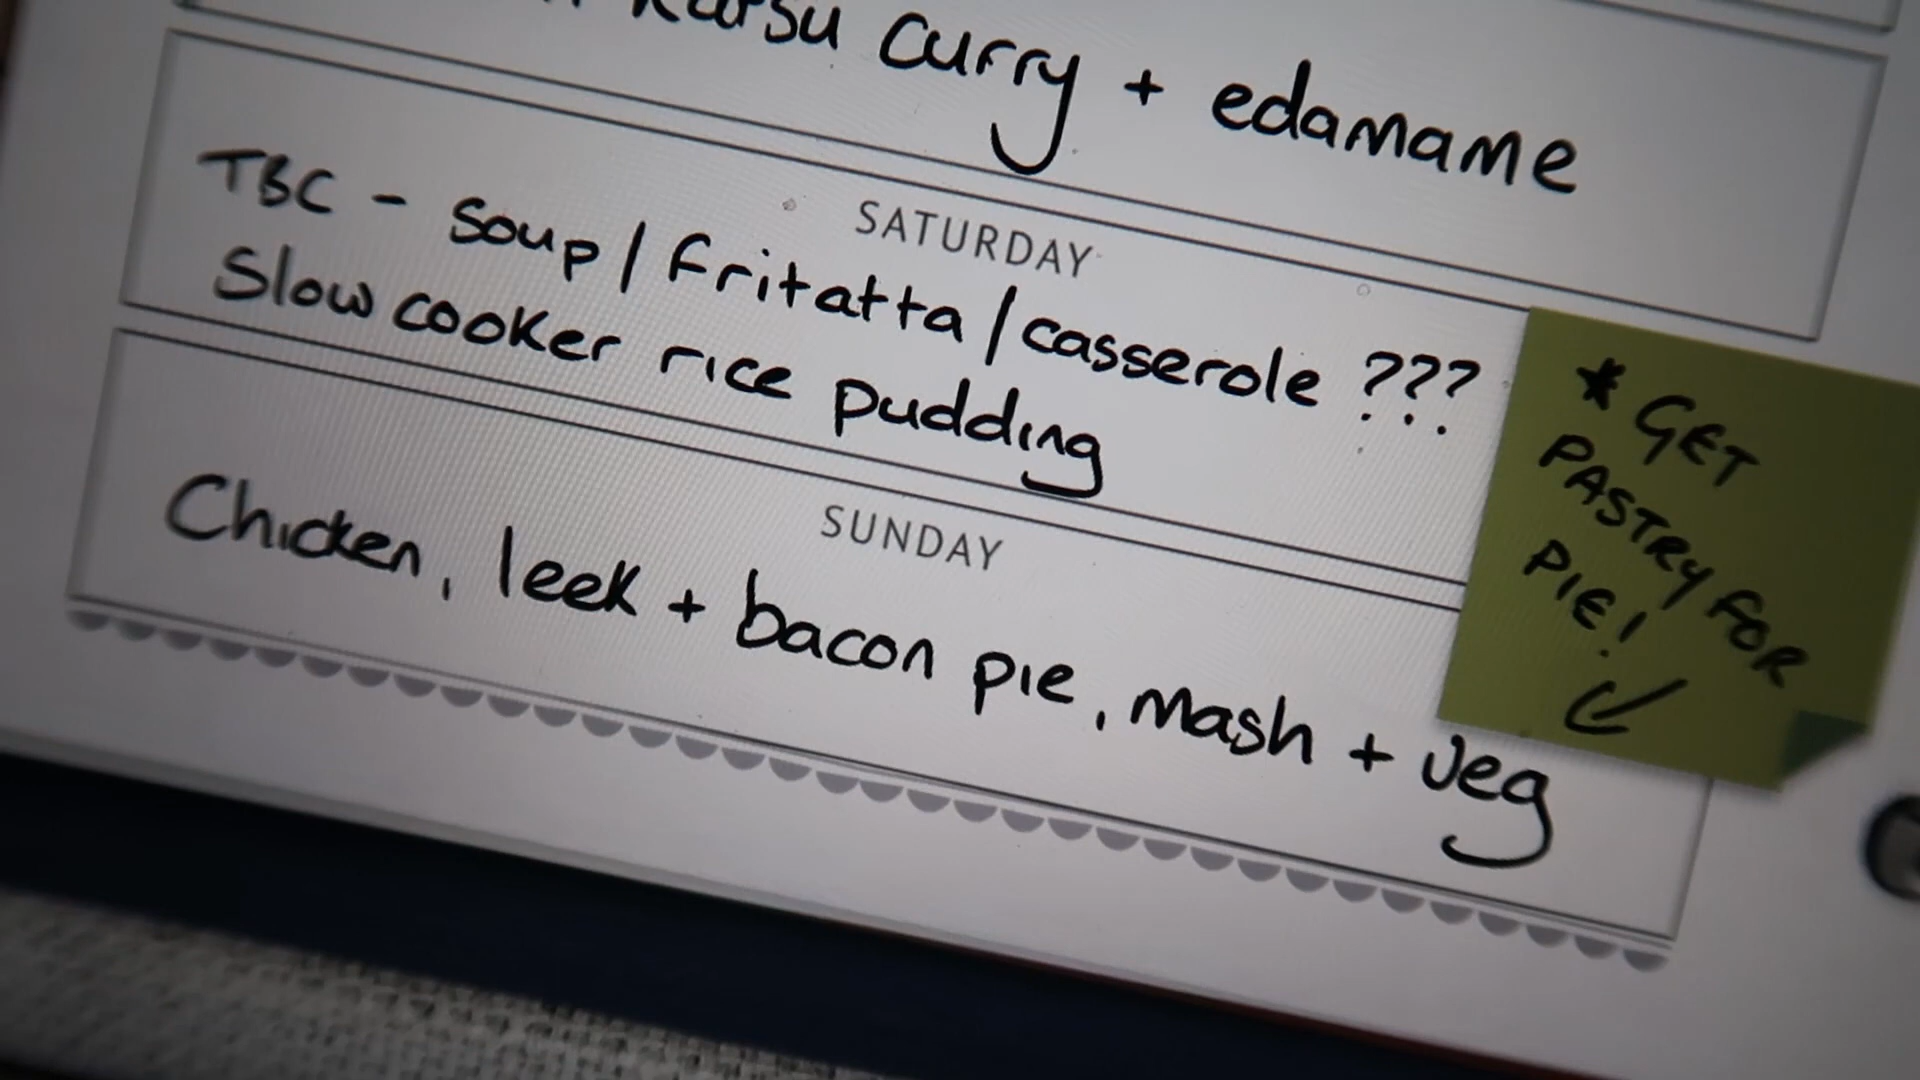 Katsu curry + edamame
SATURDAY
TBC - Soup / fritatta / casserole ???
Slow cooker rice pudding
SUNDAY
Chicken, leek + bacon pie, mash + veg
* GET
PASTRY FOR
PIE!